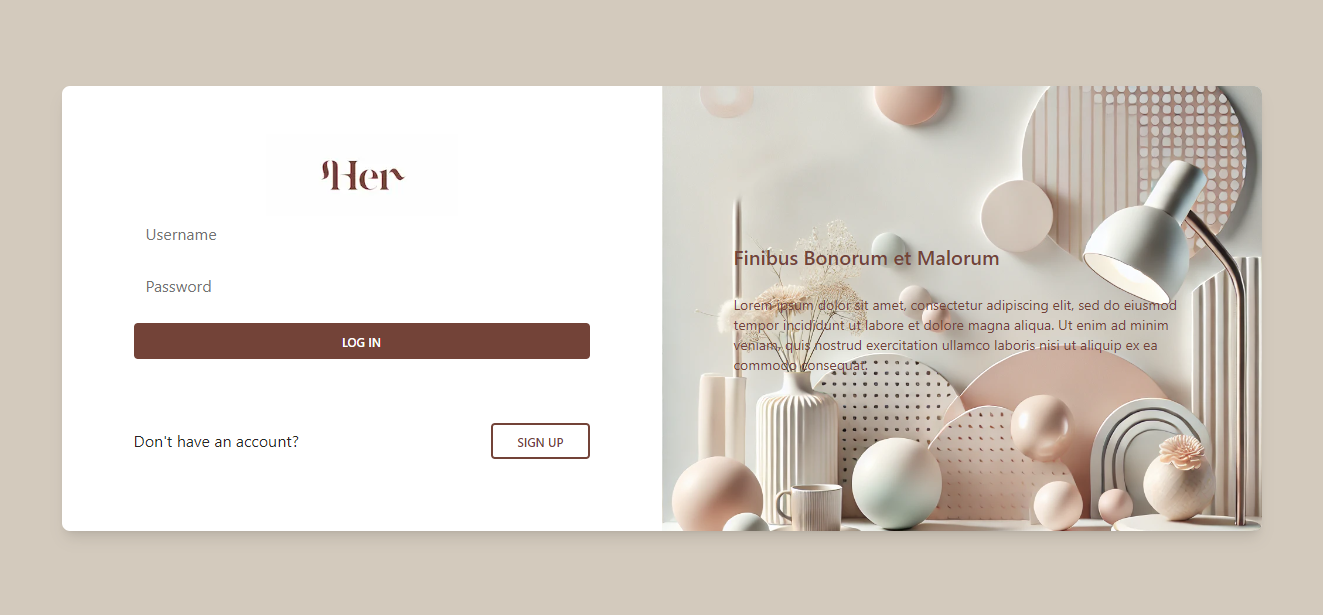 Her
Username
Password
LOG IN
Don't have an account?
SIGN UP
Finibus Bonorum et Malorum
Lorem ipsum dolor sit amet, consectetur adipiscing elit, sed do eiusmod
tempor incididunt ut labore et dolore magna aliqua. Ut enim ad minim
veniam, quis nostrud exercitation ullamco laboris nisi ut aliquip ex ea
commodo consequat.